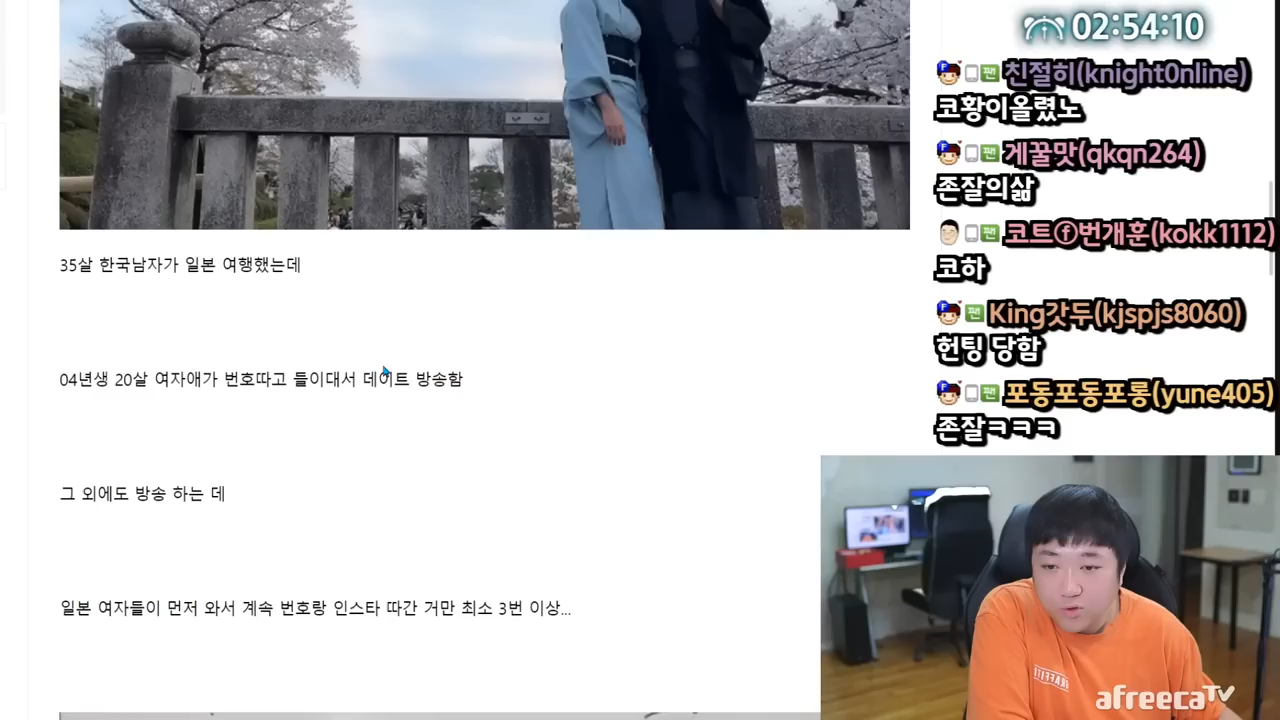 02:54:10
친절히(knight0nline)
코황이올렸노
게꿀맛(qkqn264)
존잘의삶
코트ⓕ번개훈(kokk1112)
코하
King갓두(kjspjs8060)
헌팅 당함
포동포동포롱(yune405)
존잘ㅋㅋㅋ
35살 한국남자가 일본 여행했는데
04년생 20살 여자애가 번호따고 들이대서 데이트 방송함
그 외에도 방송 하는 데
일본 여자들이 먼저 와서 계속 번호랑 인스타 따간 거만 최소 3번 이상...
afreecaTV